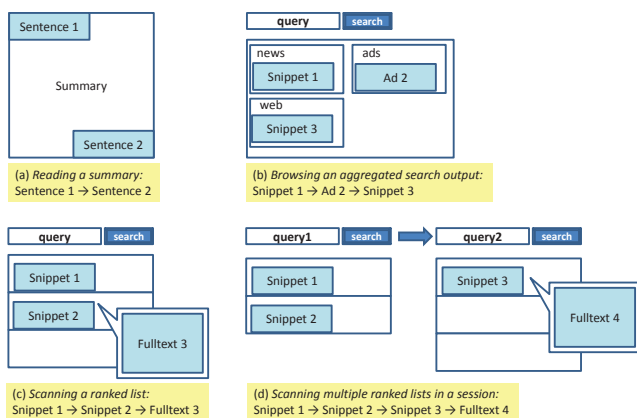 Sentence 1
Summary
Sentence 2
(a) Reading a summary:
Sentence 1 → Sentence 2
query search
news ads
Snippet 1 Ad 2
web
Snippet 3
(b) Browsing an aggregated search output:
Snippet 1 → Ad 2 → Snippet 3
query search
Snippet 1
Snippet 2
Fulltext 3
(c) Scanning a ranked list:
Snippet 1 → Snippet 2 → Fulltext 3
query1 search query2 search
Snippet 1 Snippet 3
Snippet 2 Fulltext 4
(d) Scanning multiple ranked lists in a session:
Snippet 1 → Snippet 2 → Snippet 3 → Fulltext 4